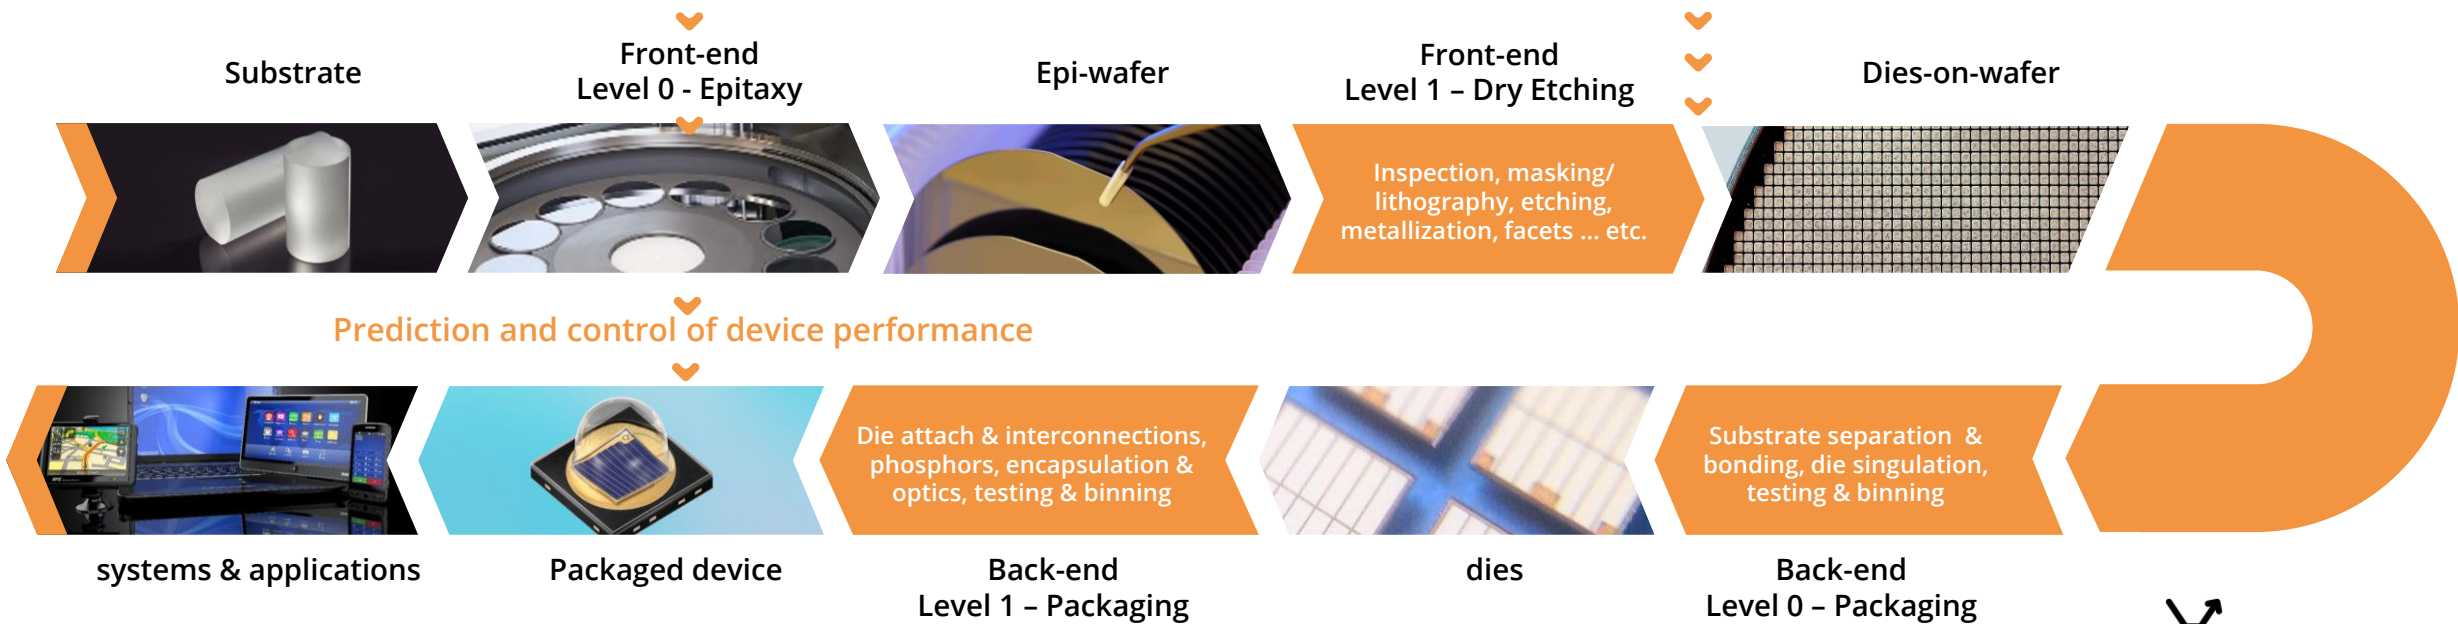 Substrate
Front-end
Level 0 - Epitaxy
Epi-wafer
Front-end
Level 1 – Dry Etching
Dies-on-wafer
Inspection, masking/
lithography, etching,
metallization, facets ... etc.
Prediction and control of device performance
Die attach & interconnections,
phosphors, encapsulation &
optics, testing & binning
Substrate separation &
bonding, die singulation,
testing & binning
systems & applications
Packaged device
Back-end
Level 1 – Packaging
dies
Back-end
Level 0 – Packaging